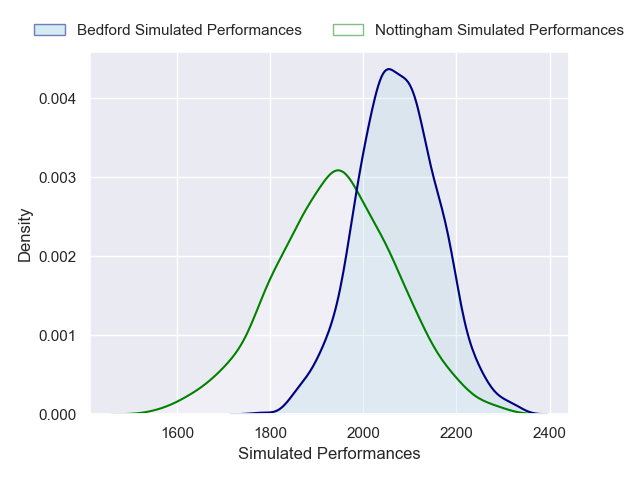 Bedford Simulated Performances
Nottingham Simulated Performances
0.004
0.003
0.002
0.001
0.000
Density
1600
1800
2000
2200
2400
Simulated Performances